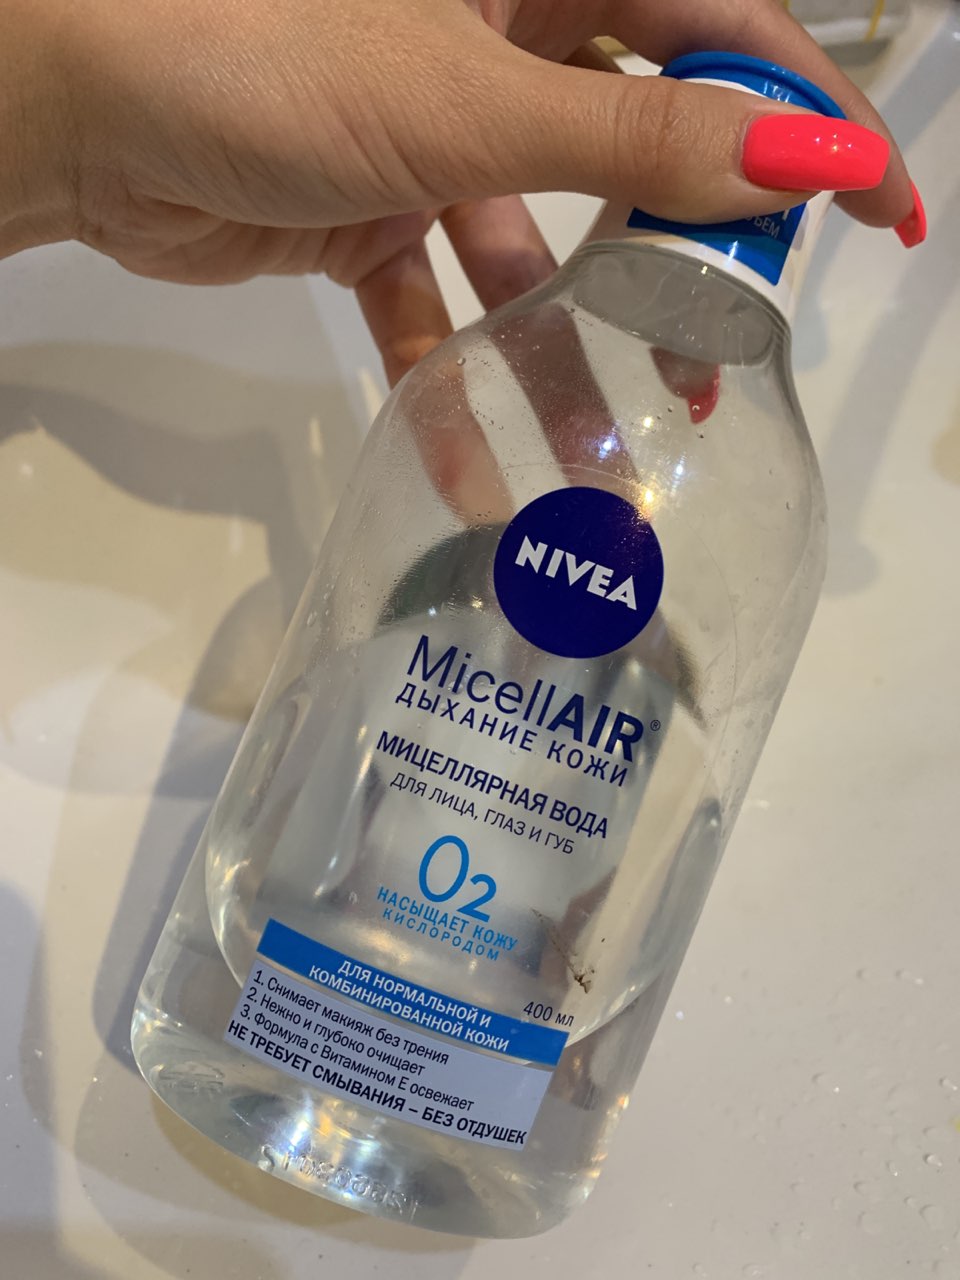 ЪЕМ
NIVEA
MicellAIR®
ДЫХАНИЕ КОЖИ
МИЦЕЛЛЯРНАЯ ВОДА
ДЛЯ ЛИЦА, ГЛАЗ И ГУБ
O2
НАСЫЩАЕТ КОЖУ
КИСЛОРОДОМ
400 мл
ДЛЯ НОРМАЛЬНОЙ И
КОМБИНИРОВАННОЙ КОЖИ
1. Снимает макияж без трения
2. Нежно и глубоко очищает
3. Формула с Витамином Е освежает
НЕ ТРЕБУЕТ СМЫВАНИЯ – БЕЗ ОТДУШЕК